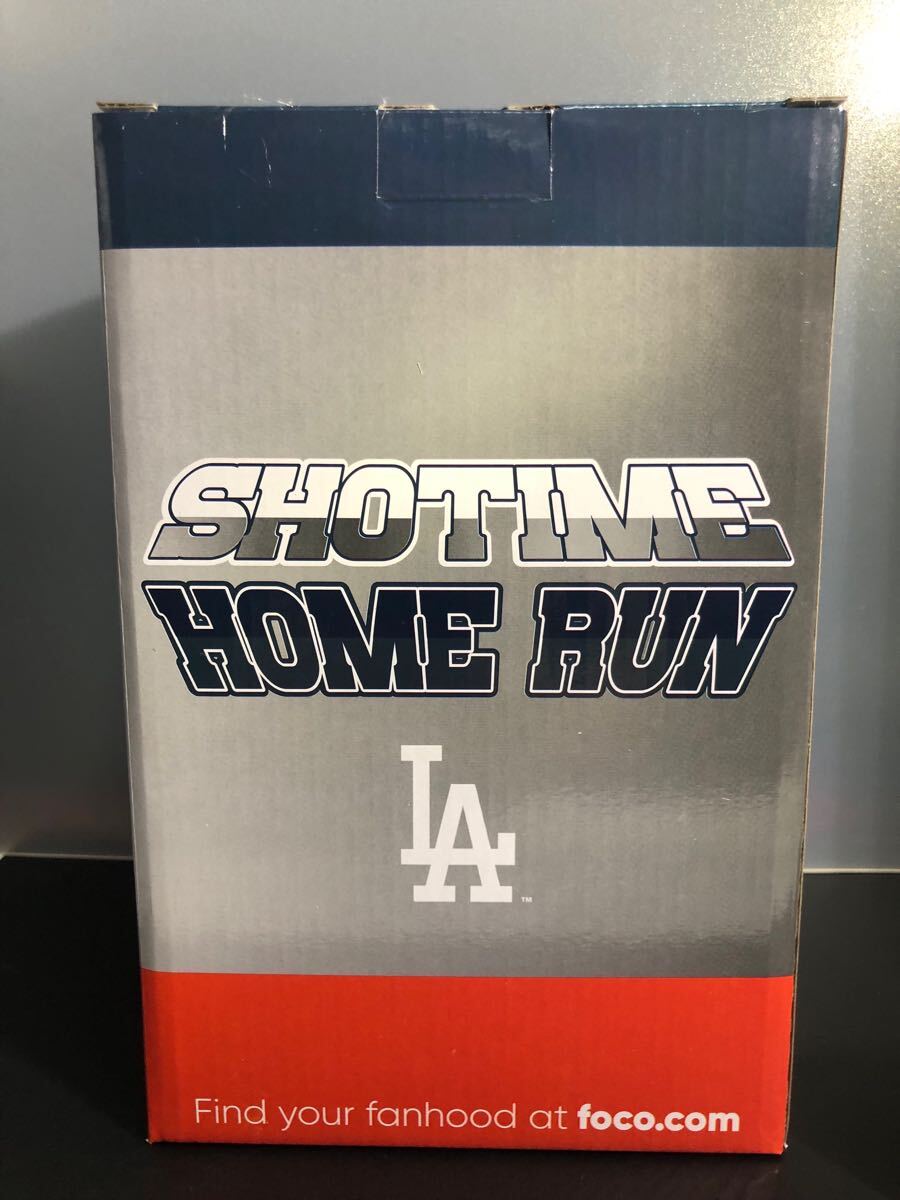 SHOTIME
HOME RUN
LA
™
Find your fanhood at foco.com